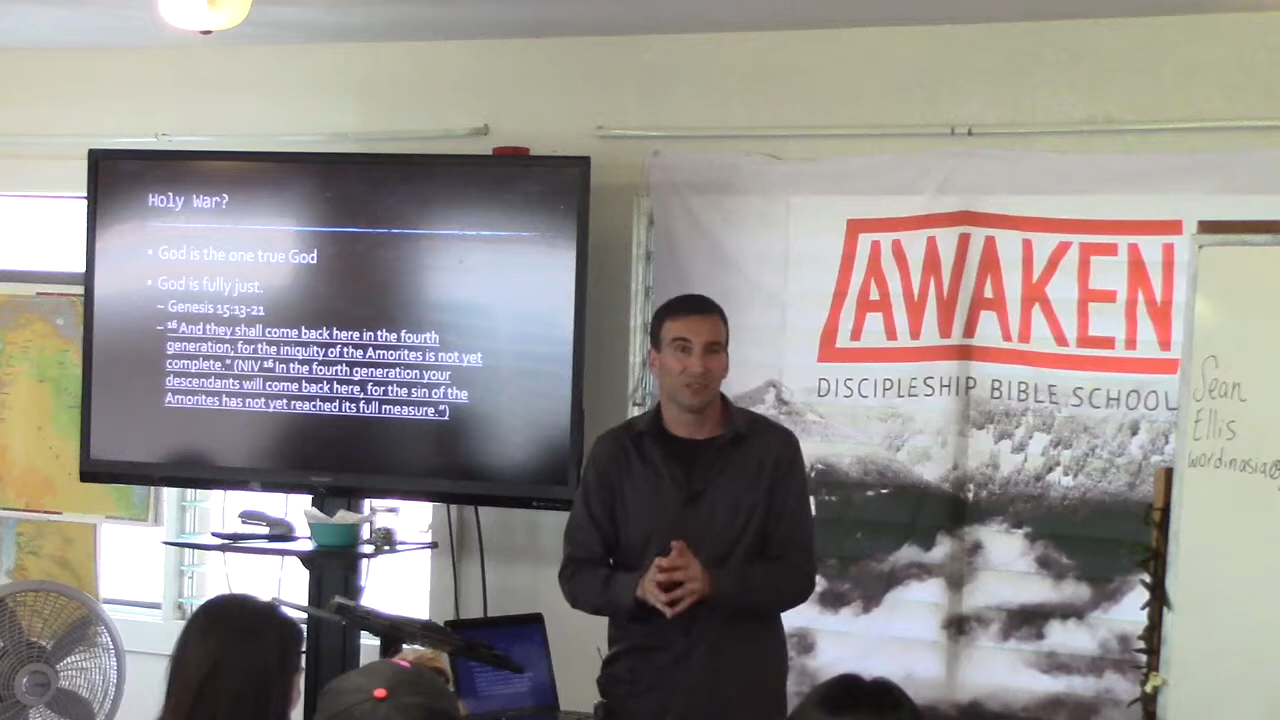 Holy War?
• God is the one true God
• God is fully just.
– Genesis 15:13-21
– 16 And they shall come back here in the fourth
generation; for the iniquity of the Amorites is not yet
complete.” (NIV 16 In the fourth generation your
descendants will come back here, for the sin of the
Amorites has not yet reached its full measure.”)
AWAKEN
DISCIPLESHIP BIBLE SCHOOL
Sean
Ellis
wordinasia@